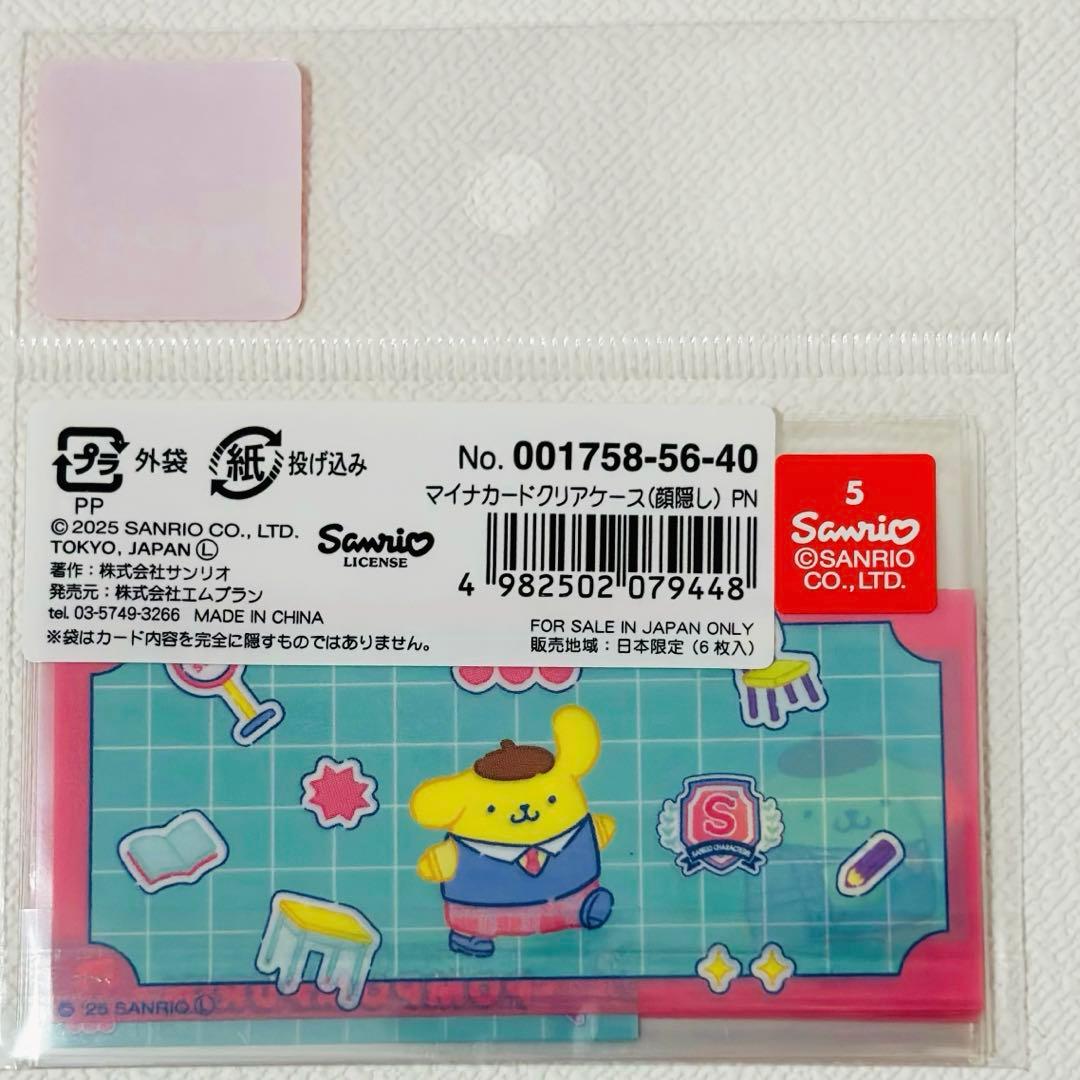 プラ 外袋 紙 投げ込み
PP
© 2025 SANRIO CO., LTD.
TOKYO, JAPAN Ⓛ
著作：株式会社サンリオ
発売元：株式会社エムプラン
tel. 03-5749-3266 MADE IN CHINA
※袋はカード内容を完全に隠すものではありません。
Sanrio
LICENSE
No. 001758-56-40
マイナカードクリアケース(顔隠し) PN
4 982502 079448
FOR SALE IN JAPAN ONLY
販売地域：日本限定（6枚入）
5
Sanrio
©SANRIO
CO., LTD.
S
SANRIO CHARACTERS
© '25 SANRIO Ⓛ